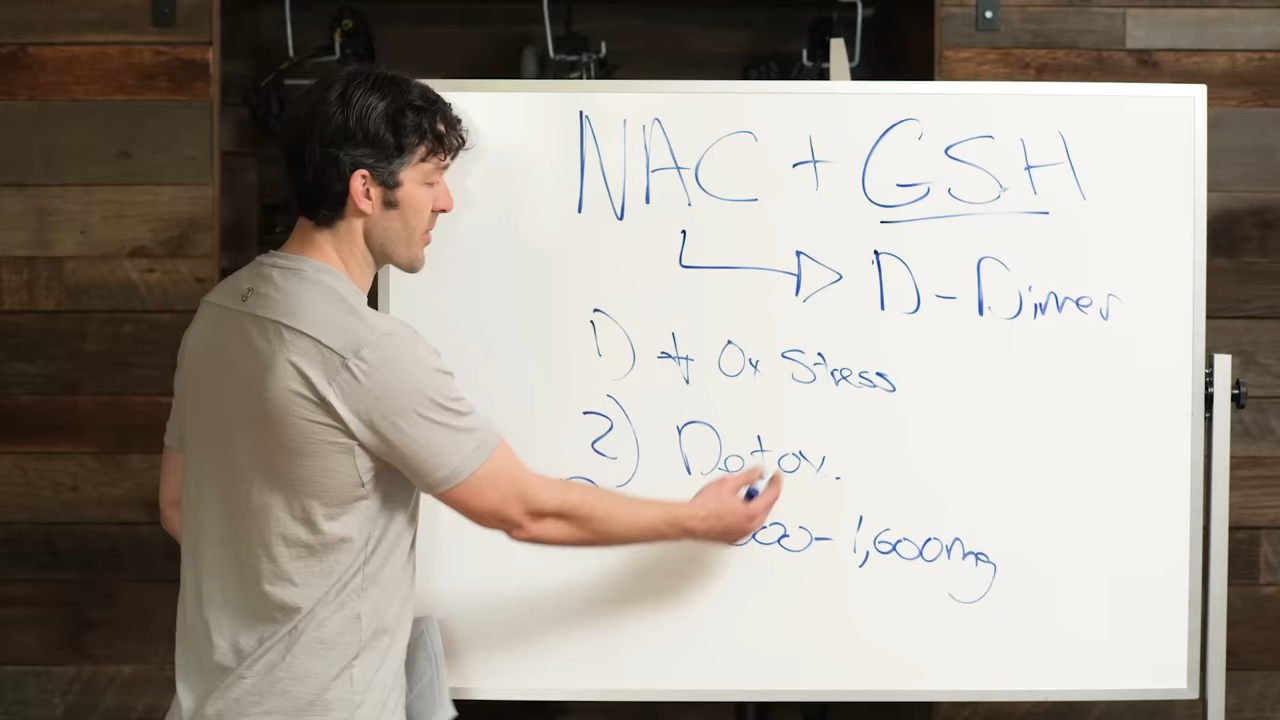 NAC + GSH
D-Dimer
1) + Ox Stress
2) Detox.
1,600mg